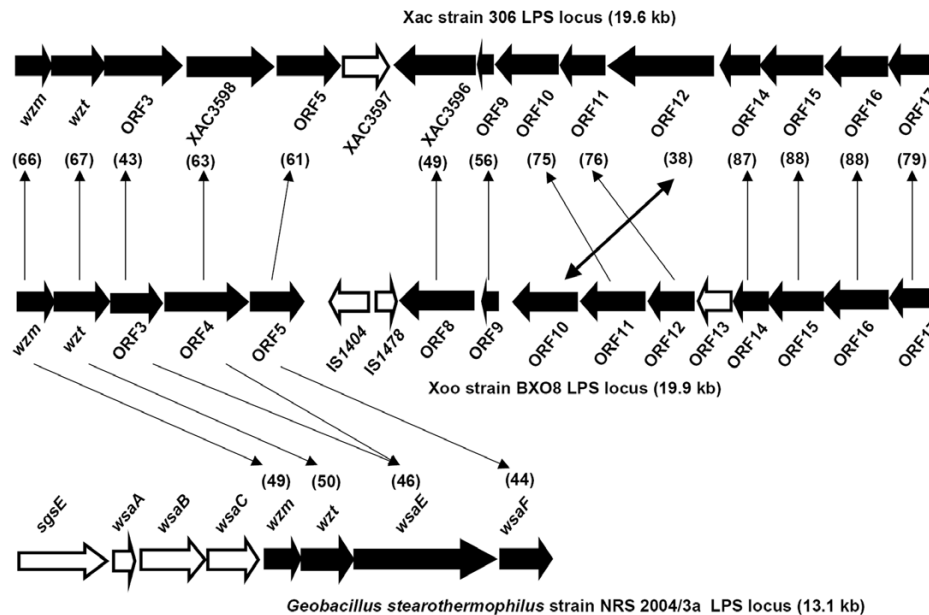 Xac strain 306 LPS locus (19.6 kb)
wzm wzt ORF3 XAC3598 ORF5 XAC3597 XAC3596 ORF9 ORF10 ORF11 ORF12 ORF14 ORF15 ORF16 ORF17
(66) (67) (43) (63) (61) (49) (56) (75) (76) (38) (87) (88) (88) (79)
wzm wzt ORF3 ORF4 ORF5 IS1404 IS1478 ORF8 ORF9 ORF10 ORF11 ORF12 ORF13 ORF14 ORF15 ORF16 ORF17
Xoo strain BXO8 LPS locus (19.9 kb)
(49) (50) (46) (44)
sgsE wsaA wsaB wsaC wzm wzt wsaE wsaF
Geobacillus stearothermophilus strain NRS 2004/3a LPS locus (13.1 kb)